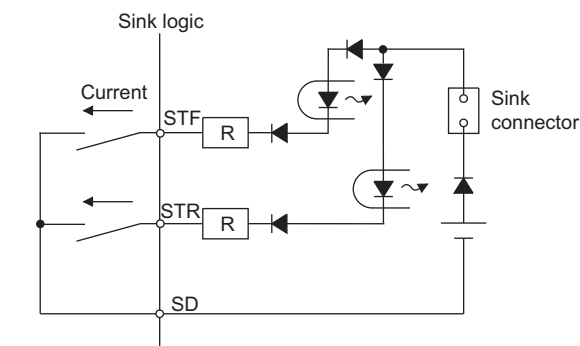 Sink logic
Current
STF
R
Sink
connector
STR
R
SD